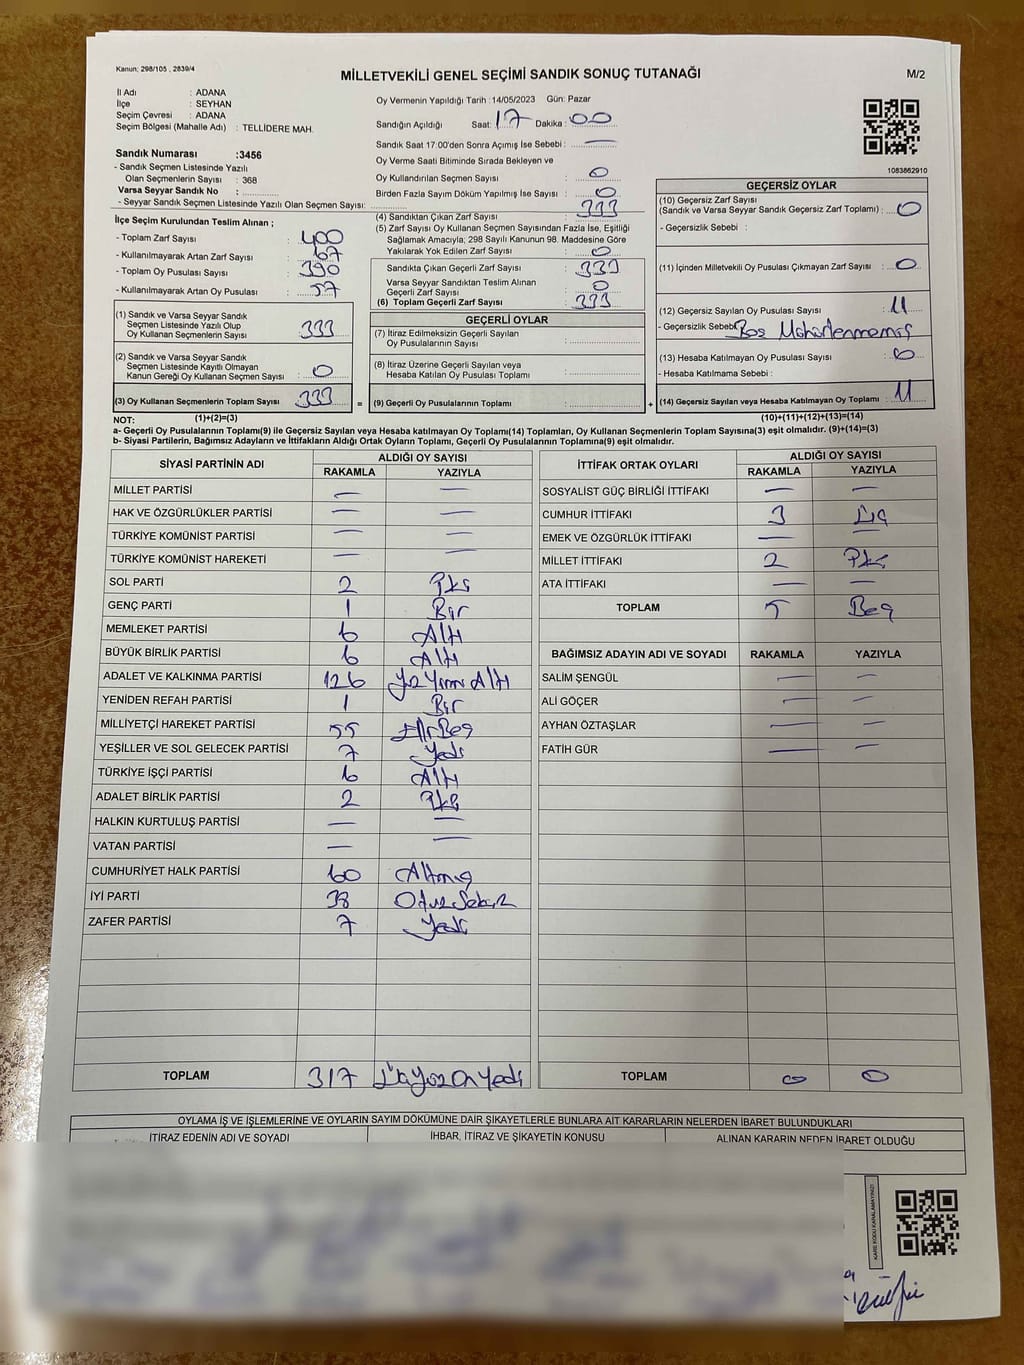 Kanun; 298/105 , 2839/4
MİLLETVEKİLİ GENEL SEÇİMİ SANDIK SONUÇ TUTANAĞI
M/2
İl Adı : ADANA
İlçe : SEYHAN
Seçim Çevresi : ADANA
Seçim Bölgesi (Mahalle Adı) : TELLİDERE MAH.
Sandık Numarası :3456
- Sandık Seçmen Listesinde Yazılı
Olan Seçmenlerin Sayısı : 368
Varsa Seyyar Sandık No :
- Seyyar Sandık Seçmen Listesinde Yazılı Olan Seçmen Sayısı:
Oy Vermenin Yapıldığı Tarih :14/05/2023 Gün: Pazar
Sandığın Açıldığı Saat: 17 Dakika : 00
Sandık Saat 17:00'den Sonra Açımış İse Sebebi : —
Oy Verme Saati Bitiminde Sırada Bekleyen ve
Oy Kullandırılan Seçmen Sayısı : 0
Birden Fazla Sayım Döküm Yapılmış İse Sayısı : 0
1083862910
İlçe Seçim Kurulundan Teslim Alınan ;
- Toplam Zarf Sayısı : 400
- Kullanılmayarak Artan Zarf Sayısı : 67
- Toplam Oy Pusulası Sayısı : 390
- Kullanılmayarak Artan Oy Pusulası : 57
(1) Sandık ve Varsa Seyyar Sandık
Seçmen Listesinde Yazılı Olup
Oy Kullanan Seçmenlerin Sayısı : 333
(2) Sandık ve Varsa Seyyar Sandık
Seçmen Listesinde Kayıtlı Olmayan
Kanun Gereği Oy Kullanan Seçmen Sayısı : 0
(3) Oy Kullanan Seçmenlerin Toplam Sayısı : 333
(4) Sandıktan Çıkan Zarf Sayısı : 333
(5) Zarf Sayısı Oy Kullanan Seçmen Sayısından Fazla İse, Eşitliği
Sağlamak Amacıyla; 298 Sayılı Kanunun 98. Maddesine Göre
Yakılarak Yok Edilen Zarf Sayısı : 0
Sandıkta Çıkan Geçerli Zarf Sayısı : 333
Varsa Seyyar Sandıktan Teslim Alınan
Geçerli Zarf Sayısı : 0
(6) Toplam Geçerli Zarf Sayısı : 333
GEÇERLİ OYLAR
(7) İtiraz Edilmeksizin Geçerli Sayılan
Oy Pusulalarının Sayısı :
(8) İtiraz Üzerine Geçerli Sayılan veya
Hesaba Katılan Oy Pusulası Toplamı :
= (9) Geçerli Oy Pusulalarının Toplamı :
GEÇERSİZ OYLAR
(10) Geçersiz Zarf Sayısı
(Sandık ve Varsa Seyyar Sandık Geçersiz Zarf Toplamı) : 0
- Geçersizlik Sebebi :
(11) İçinden Milletvekili Oy Pusulası Çıkmayan Zarf Sayısı : 0
(12) Geçersiz Sayılan Oy Pusulası Sayısı : 11
- Geçersizlik Sebebi Boş Mühürlenmemiş
(13) Hesaba Katılmayan Oy Pusulası Sayısı : 0
- Hesaba Katılmama Sebebi :
+ (14) Geçersiz Sayılan veya Hesaba Katılmayan Oy Toplamı : 11
NOT: (1)+(2)=(3) (10)+(11)+(12)+(13)=(14)
a- Geçerli Oy Pusulalarının Toplamı(9) ile Geçersiz Sayılan veya Hesaba katılmayan Oy Toplamı(14) Toplamları, Oy Kullanan Seçmenlerin Toplam Sayısına(3) eşit olmalıdır. (9)+(14)=(3)
b- Siyasi Partilerin, Bağımsız Adayların ve İttifakların Aldığı Ortak Oyların Toplamı, Geçerli Oy Pusulalarının Toplamına(9) eşit olmalıdır.
SİYASİ PARTİNİN ADI ALDIĞI OY SAYISI
RAKAMLA YAZIYLA
MİLLET PARTİSİ — —
HAK VE ÖZGÜRLÜKLER PARTİSİ — —
TÜRKİYE KOMÜNİST PARTİSİ — —
TÜRKİYE KOMÜNİST HAREKETİ — —
SOL PARTİ 2 İki
GENÇ PARTİ 1 Bir
MEMLEKET PARTİSİ 6 Altı
BÜYÜK BİRLİK PARTİSİ 6 Altı
ADALET VE KALKINMA PARTİSİ 126 Yüz Yirmi Altı
YENİDEN REFAH PARTİSİ 1 Bir
MİLLİYETÇİ HAREKET PARTİSİ 55 Elli Beş
YEŞİLLER VE SOL GELECEK PARTİSİ 7 Yedi
TÜRKİYE İŞÇİ PARTİSİ 6 Altı
ADALET BİRLİK PARTİSİ 2 İki
HALKIN KURTULUŞ PARTİSİ — —
VATAN PARTİSİ — —
CUMHURİYET HALK PARTİSİ 60 Altmış
İYİ PARTİ 38 Otuz Sekiz
ZAFER PARTİSİ 7 Yedi
TOPLAM 317 Üçyüz On Yedi
İTTİFAK ORTAK OYLARI ALDIĞI OY SAYISI
RAKAMLA YAZIYLA
SOSYALİST GÜÇ BİRLİĞİ İTTİFAKI — —
CUMHUR İTTİFAKI 3 Üç
EMEK VE ÖZGÜRLÜK İTTİFAKI — —
MİLLET İTTİFAKI 2 İki
ATA İTTİFAKI — —
TOPLAM 5 Beş
BAĞIMSIZ ADAYIN ADI VE SOYADI RAKAMLA YAZIYLA
SALİM ŞENGÜL — —
ALİ GÖÇER — —
AYHAN ÖZTAŞLAR — —
FATİH GÜR — —
TOPLAM 0 0
OYLAMA İŞ VE İŞLEMLERİNE VE OYLARIN SAYIM DÖKÜMÜNE DAİR ŞİKAYETLERLE BUNLARA AİT KARARLARIN NELERDEN İBARET BULUNDUKLARI
İTİRAZ EDENİN ADI VE SOYADI İHBAR, İTİRAZ VE ŞİKAYETİN KONUSU ALINAN KARARIN NEDEN İBARET OLDUĞU
KARE KODU KARALAMAYINIZ!